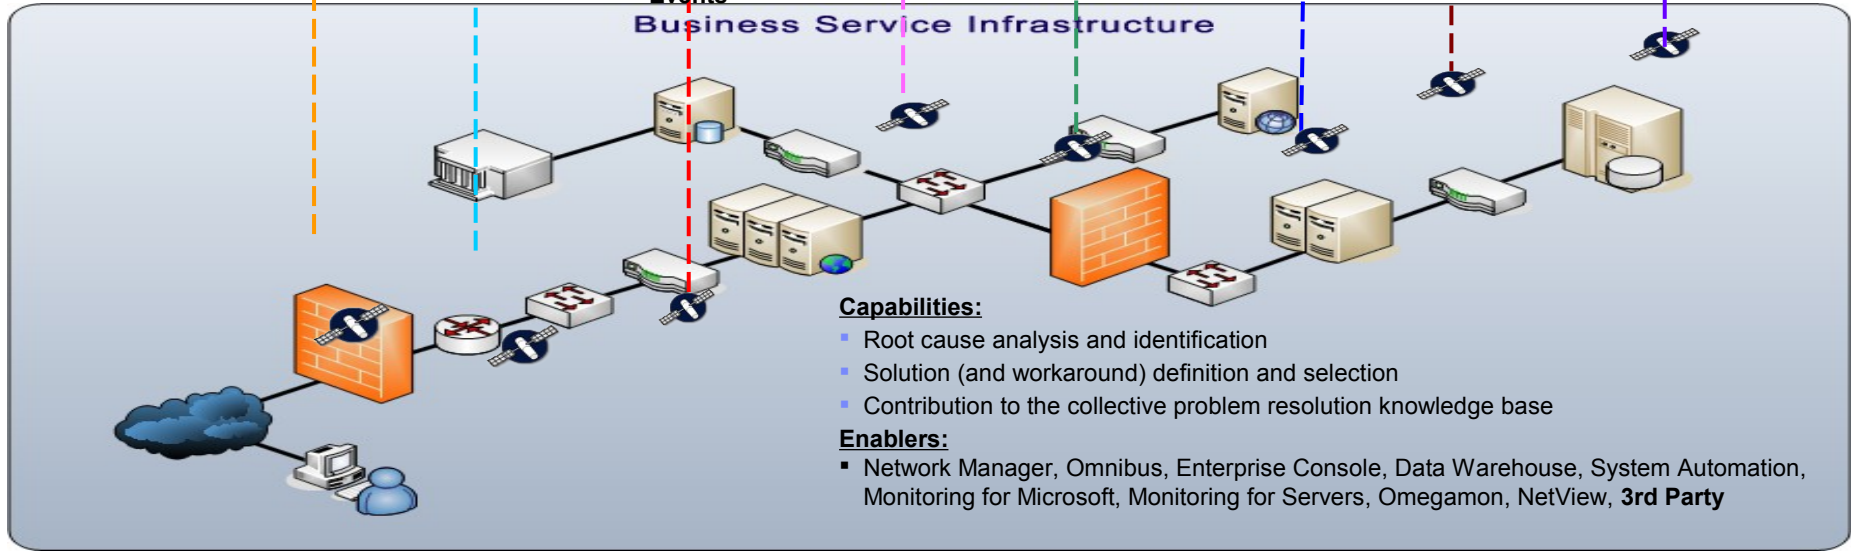 Events
Business Service Infrastructure
Capabilities:
▪ Root cause analysis and identification
▪ Solution (and workaround) definition and selection
▪ Contribution to the collective problem resolution knowledge base
Enablers:
▪ Network Manager, Omnibus, Enterprise Console, Data Warehouse, System Automation,
Monitoring for Microsoft, Monitoring for Servers, Omegamon, NetView, 3rd Party